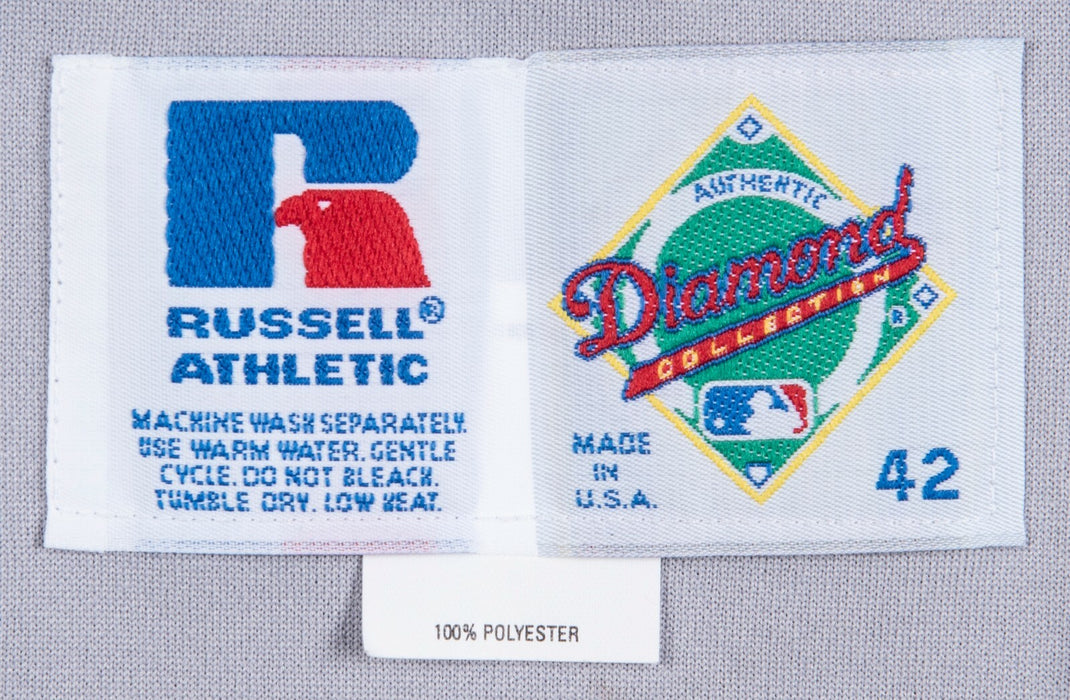 RUSSELL®
ATHLETIC
MACHINE WASH SEPARATELY.
USE WARM WATER. GENTLE
CYCLE. DO NOT BLEACH.
TUMBLE DRY. LOW HEAT.
AUTHENTIC
Diamond
COLLECTION
®
MADE
IN
U.S.A.
42
100% POLYESTER